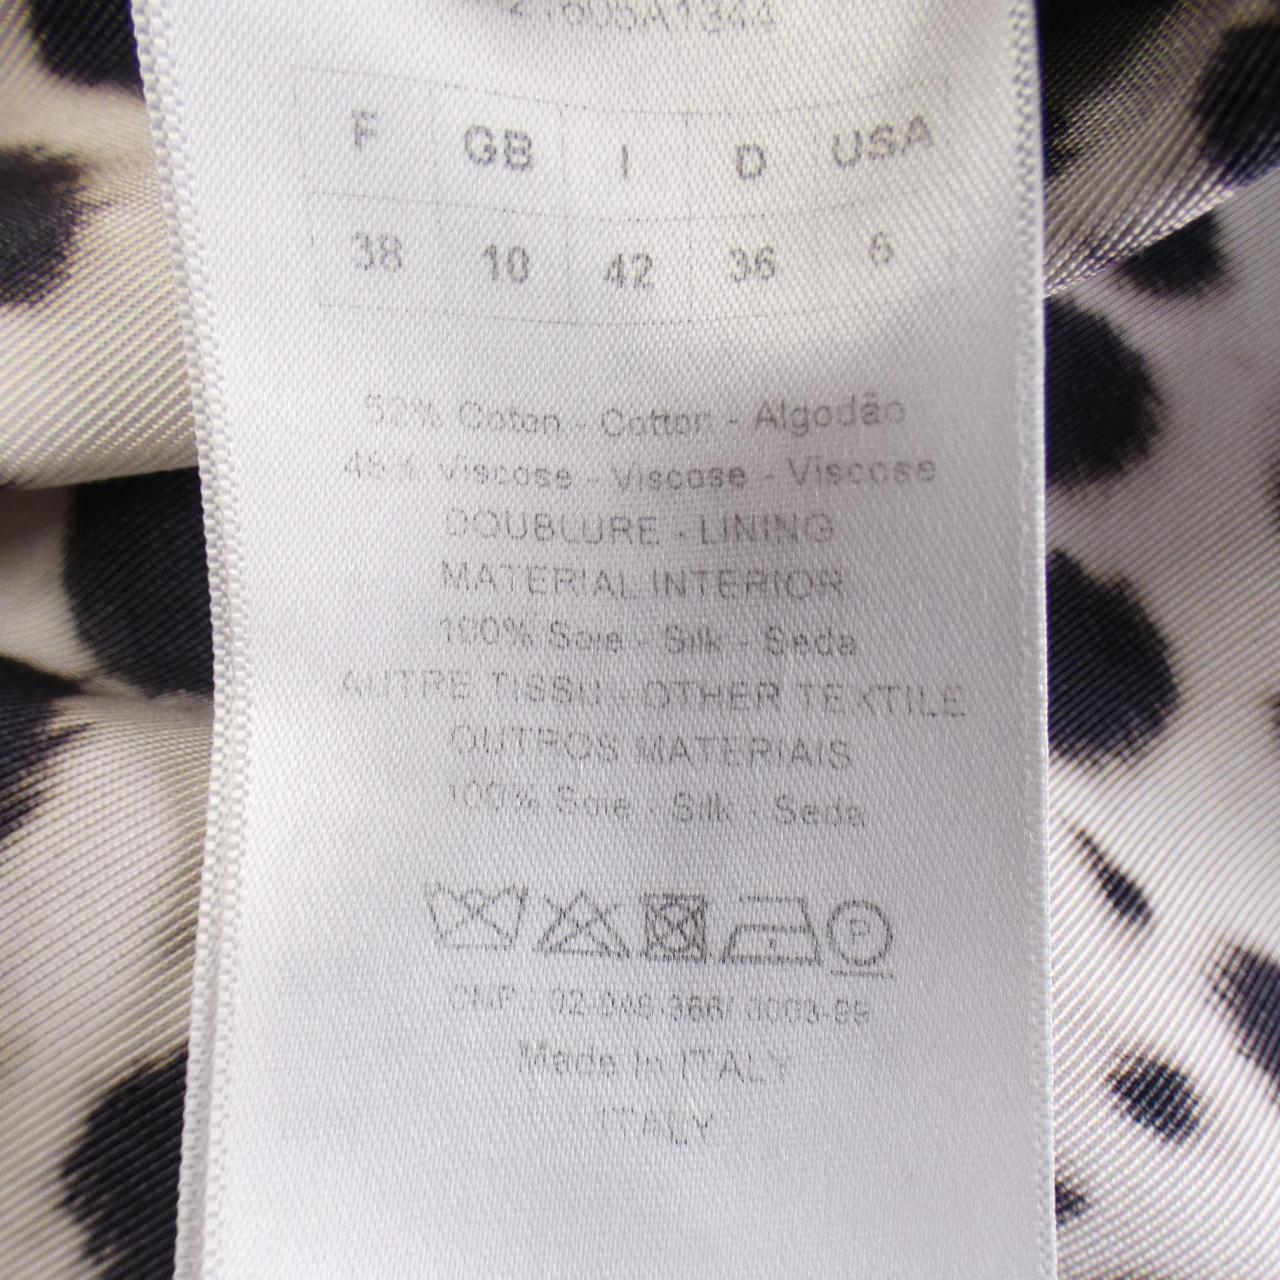 21605A1344
F GB I D USA
38 10 42 36 6
52% Coton - Cotton - Algodão
48% Viscose - Viscose - Viscose
DOUBLURE - LINING
MATERIAL INTERIOR
100% Soie - Silk - Seda
AUTRE TISSU - OTHER TEXTILE
OUTROS MATERIAIS
100% Soie - Silk - Seda
P
Made in ITALY
ITALY